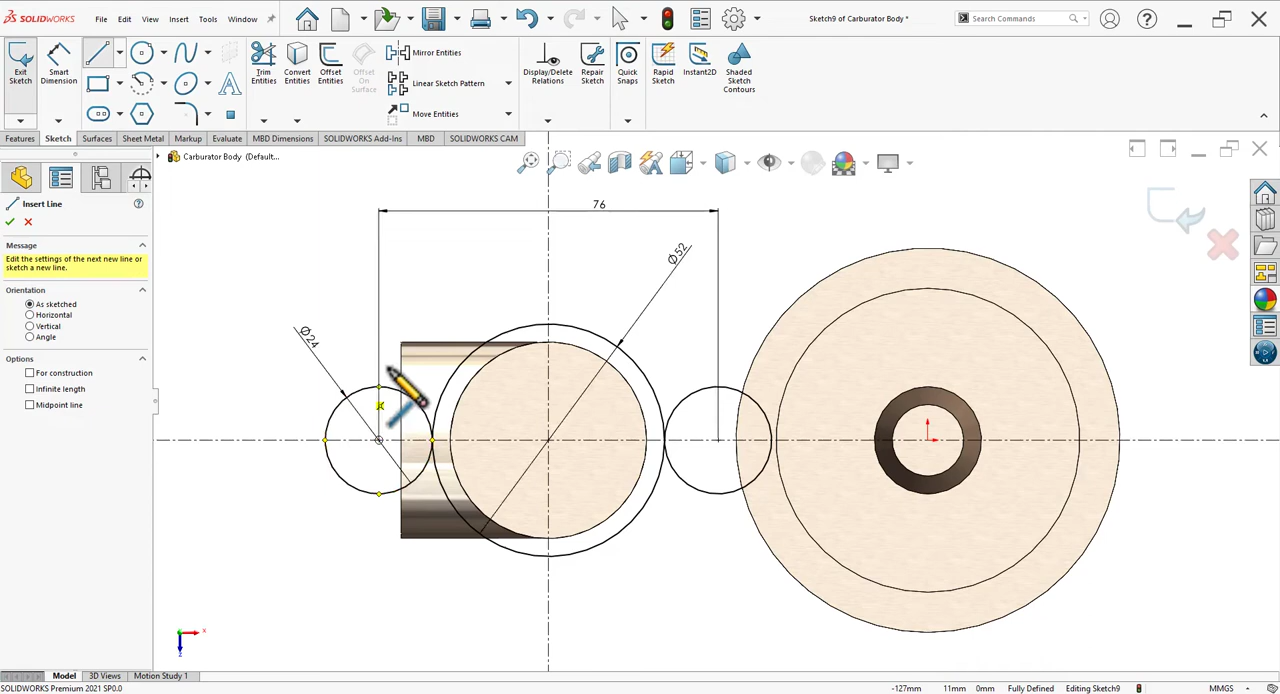 SOLIDWORKS
File Edit View Insert Tools Window
Sketch9 of Carburator Body *
Search Commands
Exit Sketch
Smart Dimension
Trim Entities
Convert Entities
Offset Entities
Offset On Surface
Mirror Entities
Linear Sketch Pattern
Move Entities
Display/Delete Relations
Repair Sketch
Quick Snaps
Rapid Sketch
Instant2D
Shaded Sketch Contours
Features Sketch Surfaces Sheet Metal Markup Evaluate MBD Dimensions SOLIDWORKS Add-Ins MBD SOLIDWORKS CAM
Carburator Body (Default...
Insert Line
Message
Edit the settings of the next new line or
sketch a new line.
Orientation
As sketched
Horizontal
Vertical
Angle
Options
For construction
Infinite length
Midpoint line
76
Ø52
Ø24
x
z
Model 3D Views Motion Study 1
SOLIDWORKS Premium 2021 SP0.0
-127mm 11mm 0mm Fully Defined Editing Sketch9 MMGS